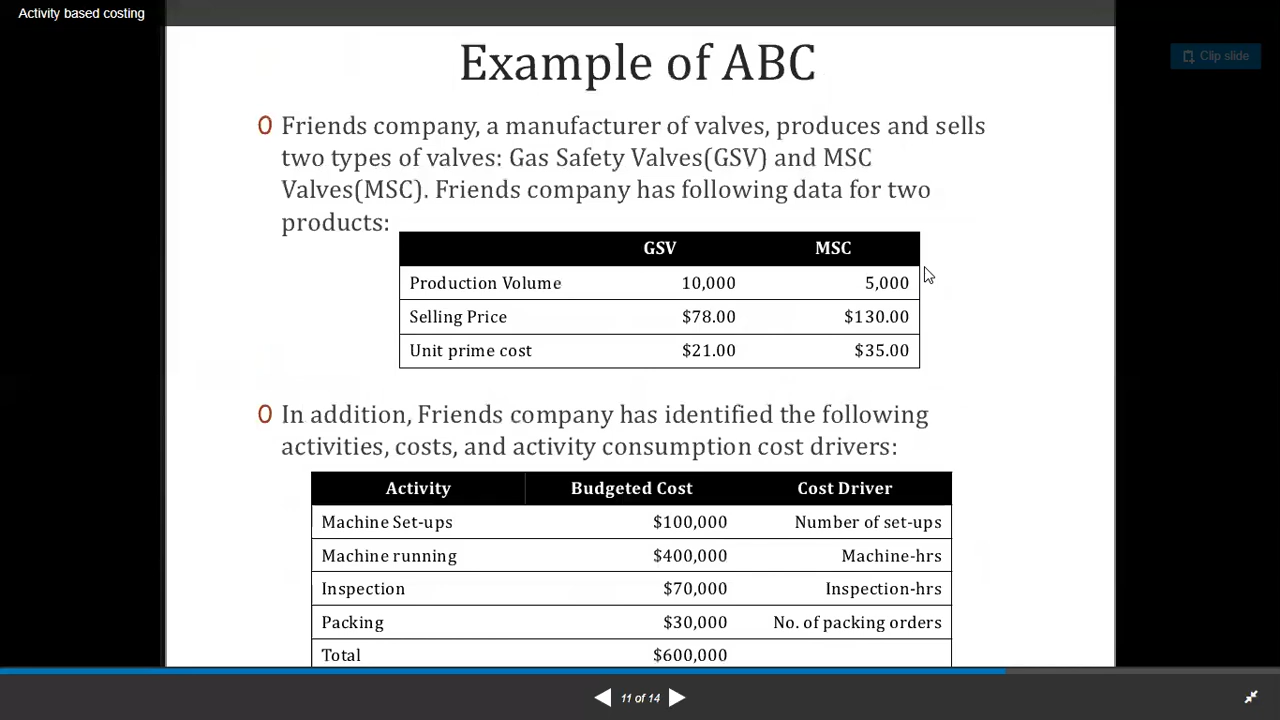 Activity based costing
Clip slide
Example of ABC
O Friends company, a manufacturer of valves, produces and sells
two types of valves: Gas Safety Valves(GSV) and MSC
Valves(MSC). Friends company has following data for two
products:
GSV MSC
Production Volume 10,000 5,000
Selling Price $78.00 $130.00
Unit prime cost $21.00 $35.00
O In addition, Friends company has identified the following
activities, costs, and activity consumption cost drivers:
Activity Budgeted Cost Cost Driver
Machine Set-ups $100,000 Number of set-ups
Machine running $400,000 Machine-hrs
Inspection $70,000 Inspection-hrs
Packing $30,000 No. of packing orders
Total $600,000
11 of 14